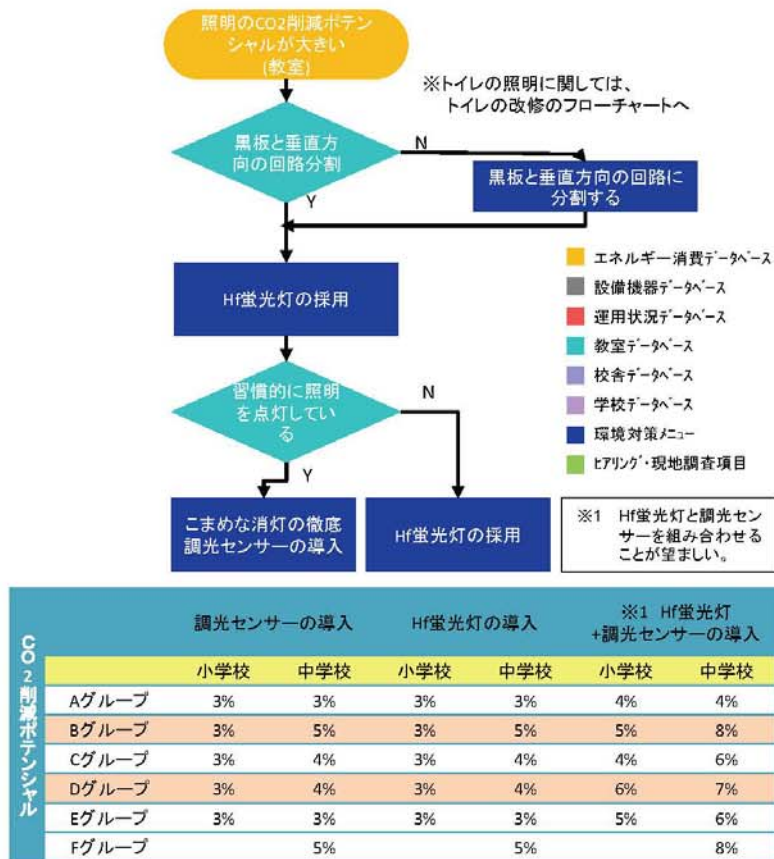 照明のCO2削減ポテン
シャルが大きい
(教室)
※トイレの照明に関しては、
トイレの改修のフローチャートへ
黒板と垂直方
向の回路分割
N
Y
黒板と垂直方向の回路に
分割する
Hf蛍光灯の採用
習慣的に照明
を点灯してい
る
N
Y
こまめな消灯の徹底
調光センサーの導入
Hf蛍光灯の採用
エネルギー消費データベース
設備機器データベース
運用状況データベース
教室データベース
校舎データベース
学校データベース
環境対策メニュー
ヒアリング・現地調査項目
※1 Hf蛍光灯と調光セン
サーを組み合わせる
ことが望ましい。
CO2削減ポテンシャル
調光センサーの導入 Hf蛍光灯の導入 ※1 Hf蛍光灯
+調光センサーの導入
小学校 中学校 小学校 中学校 小学校 中学校
Aグループ 3% 3% 3% 3% 4% 4%
Bグループ 3% 5% 3% 5% 5% 8%
Cグループ 3% 4% 3% 4% 4% 6%
Dグループ 3% 4% 3% 4% 6% 7%
Eグループ 3% 3% 3% 3% 5% 6%
Fグループ 5% 5% 8%